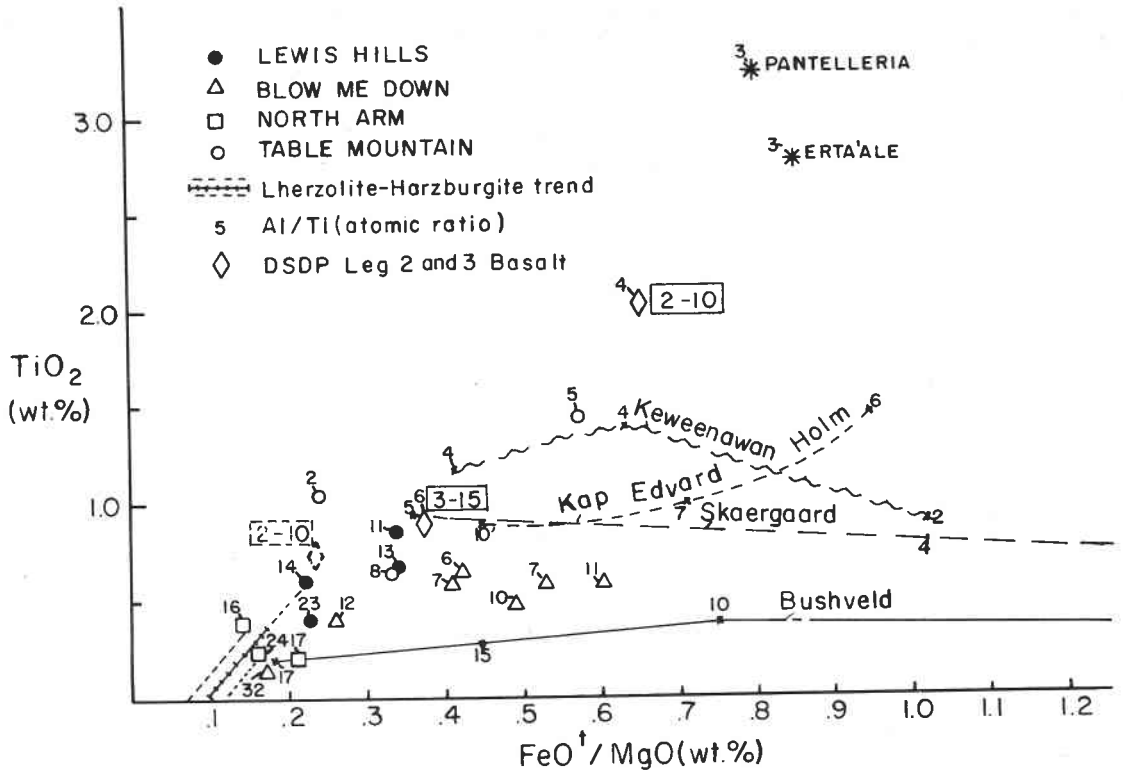 LEWIS HILLS
BLOW ME DOWN
NORTH ARM
TABLE MOUNTAIN
Lherzolite-Harzburgite trend
5 Al/Ti (atomic ratio)
DSDP Leg 2 and 3 Basalt
3 PANTELLERIA
3 ERTA'ALE
4 2-10
5
4 Keweenawan
Holm 6
4
2
6 3-15
5
Kap Edvard
7 Skaergaard
2
4
2-10
11
13
8
14
6
7
7
11
10
16
23
12
10 Bushveld
24 17
15
17
32
3.0
2.0
1.0
TiO2
(wt.%)
.1 0.2 .3 .4 .5 .6 .7 .8 .9 1.0 1.1 1.2
FeO† / MgO (wt.%)